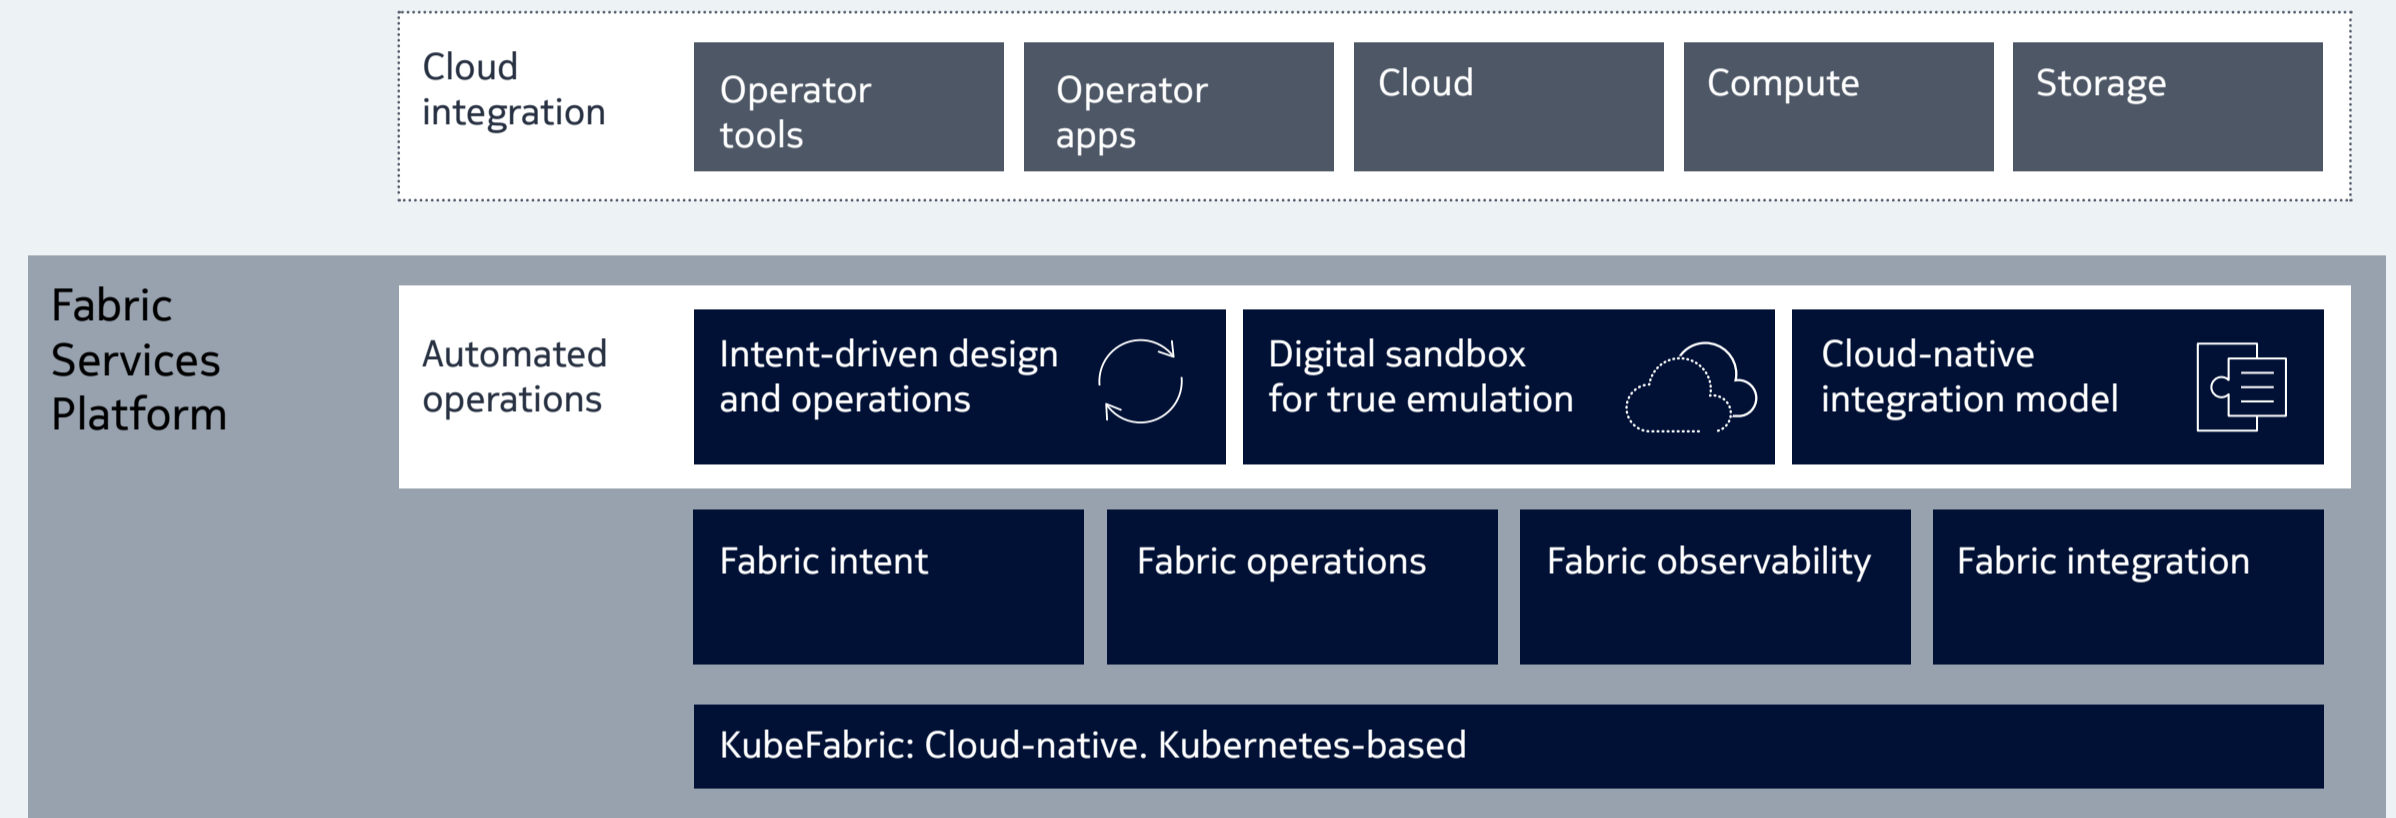 Cloud
integration
Operator
tools
Operator
apps
Cloud
Compute
Storage
Fabric
Services
Platform
Automated
operations
Intent-driven design
and operations
Digital sandbox
for true emulation
Cloud-native
integration model
Fabric intent
Fabric operations
Fabric observability
Fabric integration
KubeFabric: Cloud-native. Kubernetes-based